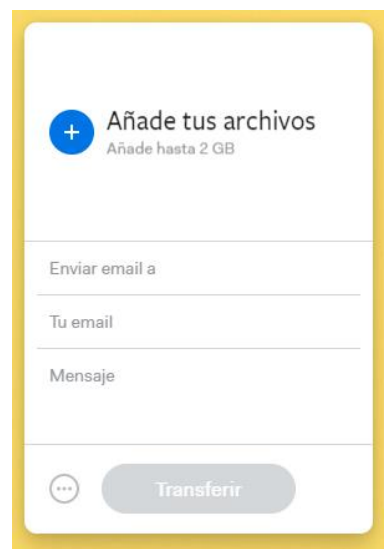 Añade tus archivos
Añade hasta 2 GB
Enviar email a
Tu email
Mensaje
Transferir